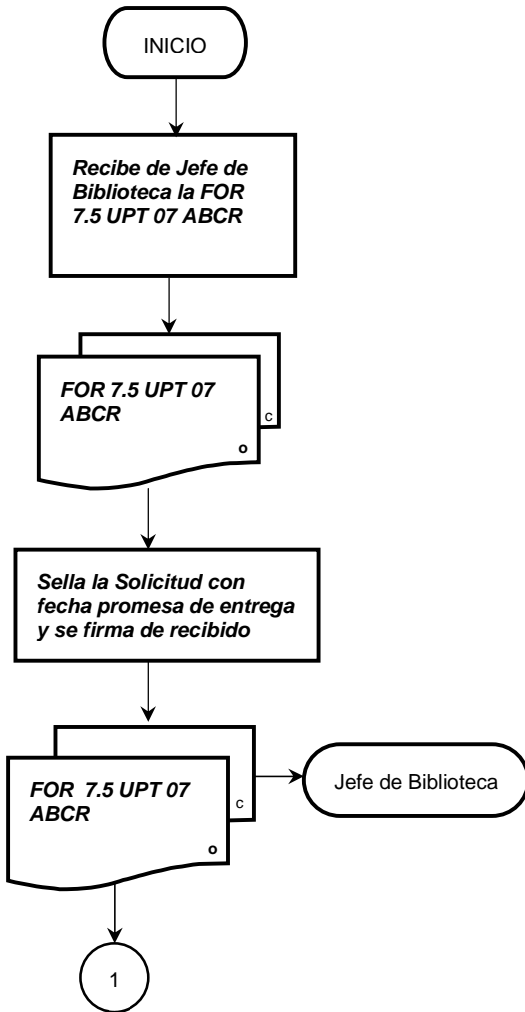 INICIO
Recibe de Jefe de
Biblioteca la FOR
7.5 UPT 07 ABCR
FOR 7.5 UPT 07
ABCR
c
o
Sella la Solicitud con
fecha promesa de entrega
y se firma de recibido
FOR 7.5 UPT 07
ABCR
c
o
Jefe de Biblioteca
1